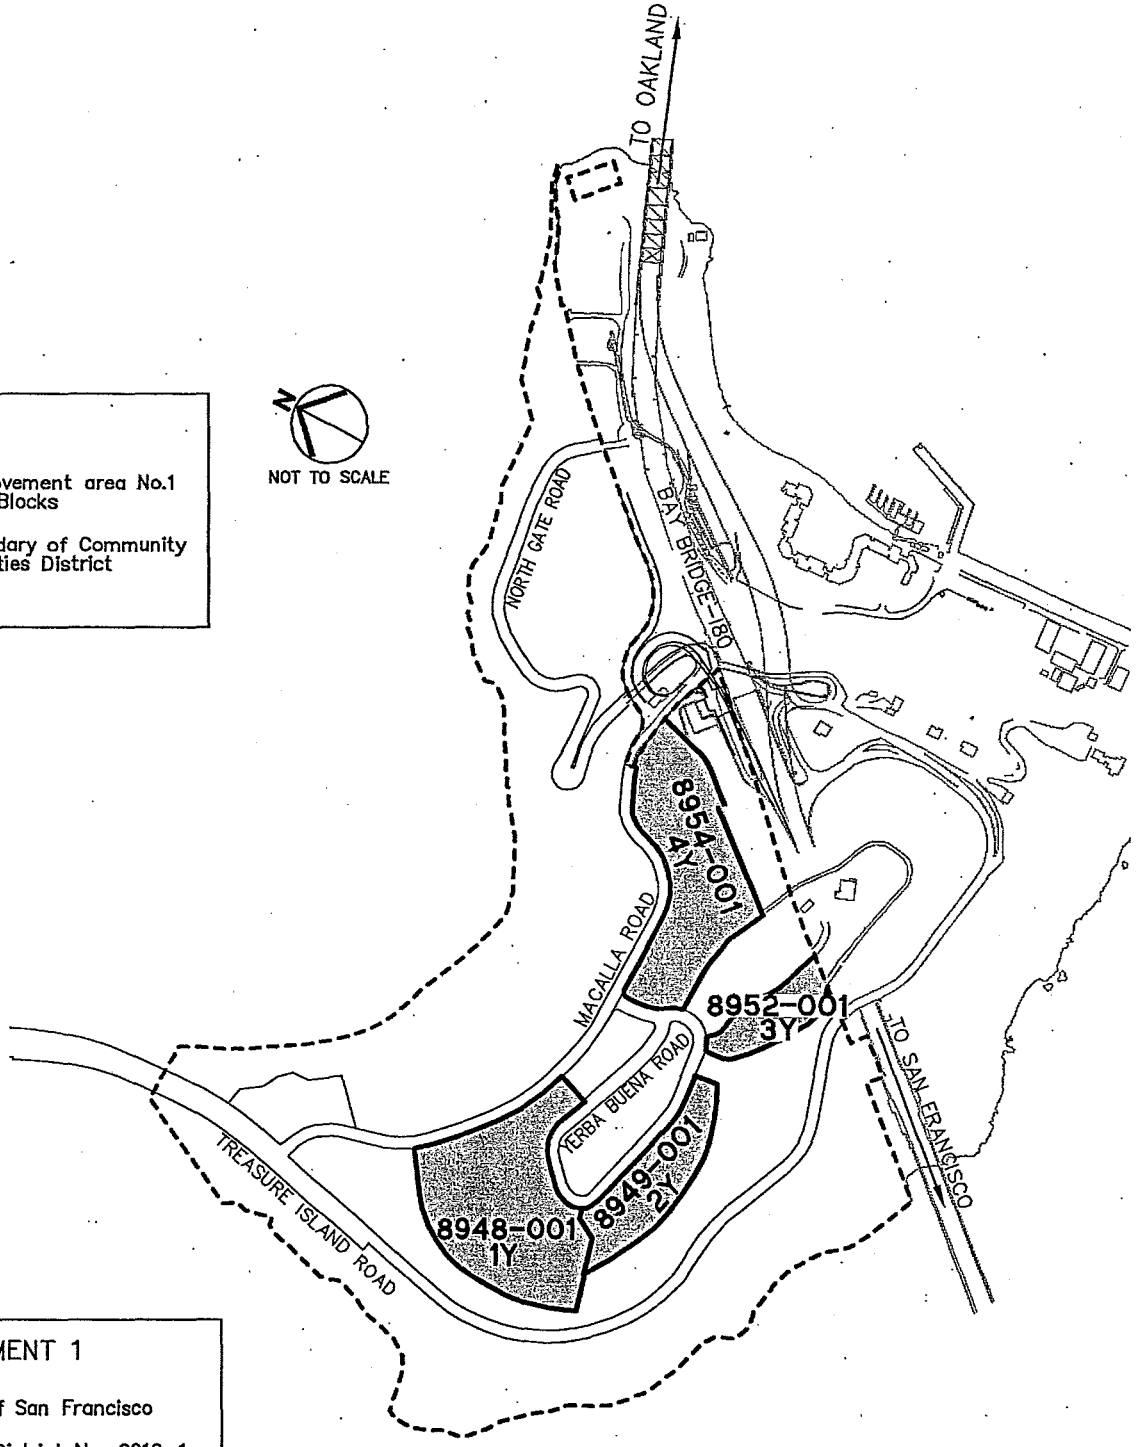 TO OAKLAND
N
NOT TO SCALE
ovement area No.1
Blocks
dary of Community
ties District
NORTH GATE ROAD
BAY BRIDGE-I80
8954-001
4Y
MACALLA ROAD
8952-001
3Y
TO SAN FRANCISCO
YERBA BUENA ROAD
8949-001
2Y
8948-001
1Y
TREASURE ISLAND ROAD
MENT 1
f San Francisco